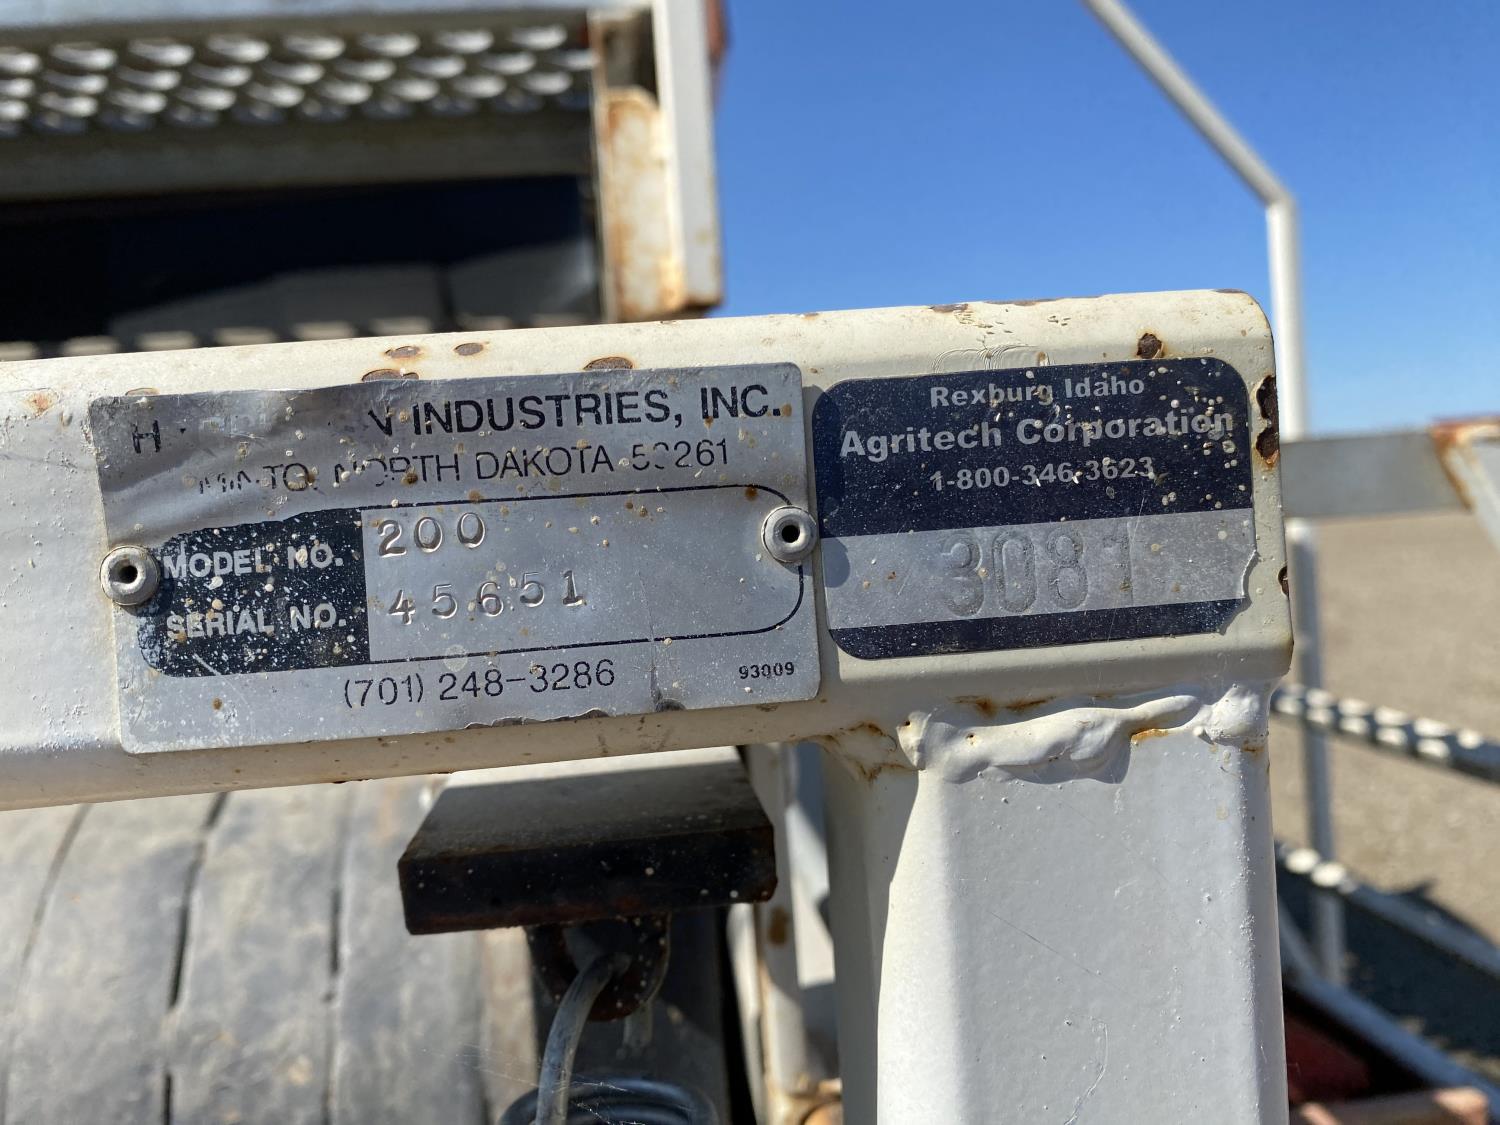 INDUSTRIES, INC.
NORTH DAKOTA
MODEL NO. 200
SERIAL NO. 45651
(701) 248-3286
93009
Rexburg Idaho
Agritech Corporation
1-800-346-3623
3081